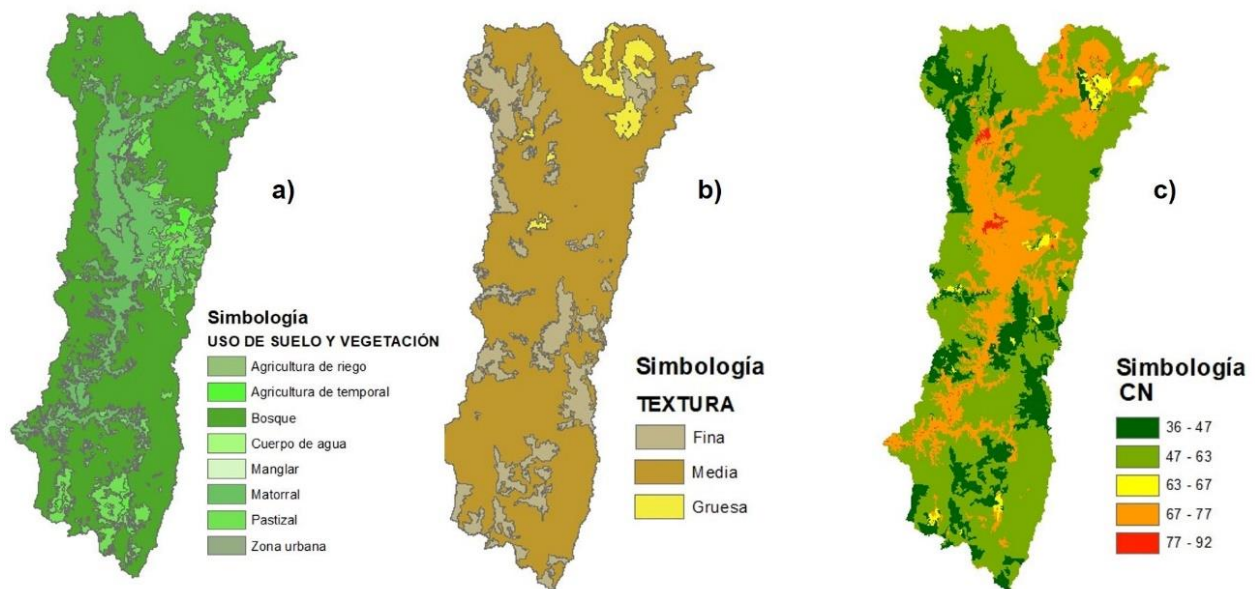 a)
Simbología
USO DE SUELO Y VEGETACIÓN
Agricultura de riego
Agricultura de temporal
Bosque
Cuerpo de agua
Manglar
Matorral
Pastizal
Zona urbana
b)
Simbología
TEXTURA
Fina
Media
Gruesa
c)
Simbología
CN
36 - 47
47 - 63
63 - 67
67 - 77
77 - 92